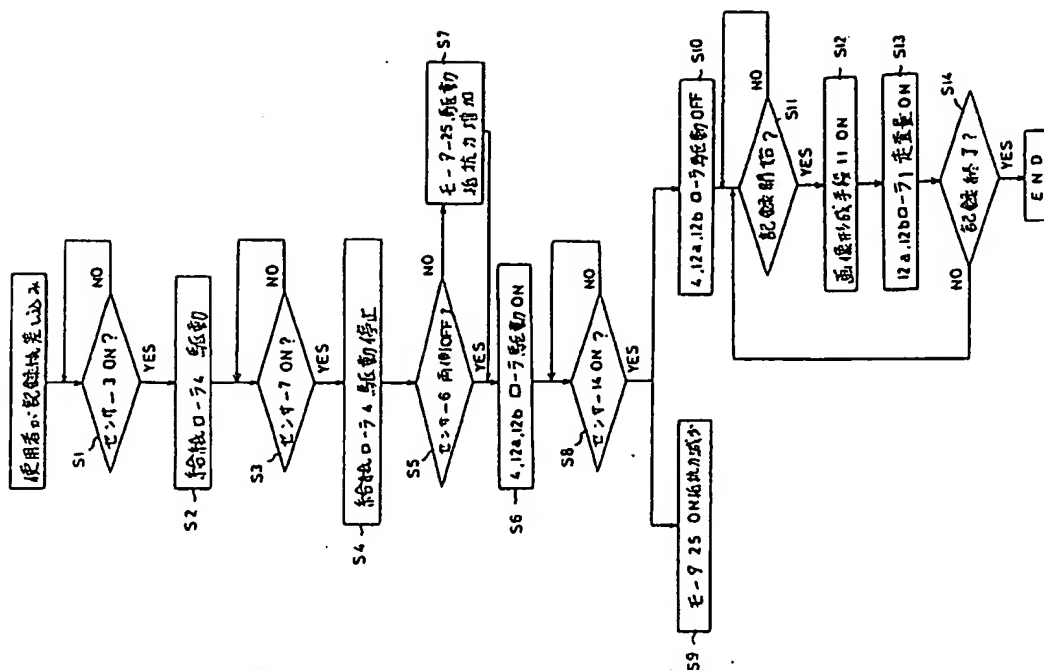 使用者が記録紙差し込み
S1
センサー3 ON?
NO
YES
S2
給紙ローラ4 駆動
S3
センサー7 ON?
NO
YES
S4
給紙ローラ4 駆動停止
S5
センサー6 両側OFF?
NO
YES
S7
モーター25.駆動
抵抗力増加
S6
4,12a,12b ローラ駆動ON
S8
センサー14 ON?
NO
YES
S9
モータ 25 ON抵抗力減少
S10
4,12a,12b ローラ駆動OFF
S11
記録開始?
NO
YES
S12
画像形成手段11 ON
S13
12a,12bローラ1走査量ON
S14
記録終了?
NO
YES
END